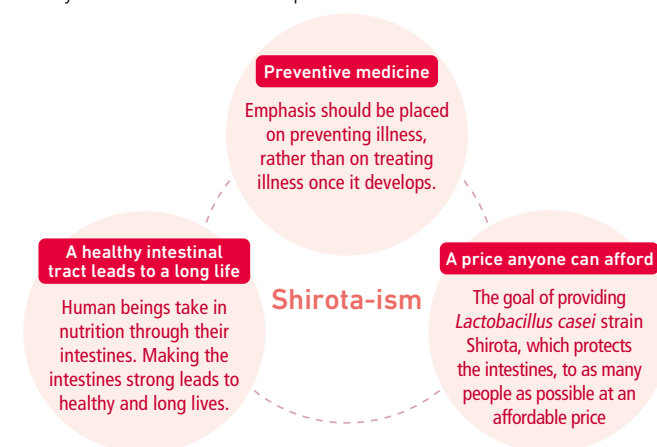 Preventive medicine
Emphasis should be placed
on preventing illness,
rather than on treating
illness once it develops.
A healthy intestinal
tract leads to a long life
Human beings take in
nutrition through their
intestines. Making the
intestines strong leads to
healthy and long lives.
Shirota-ism
A price anyone can afford
The goal of providing
Lactobacillus casei strain
Shirota, which protects
the intestines, to as many
people as possible at an
affordable price